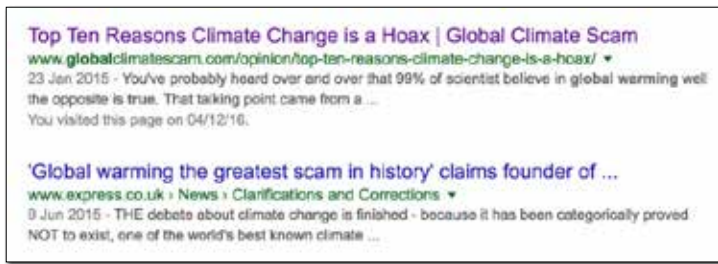 Top Ten Reasons Climate Change is a Hoax | Global Climate Scam
www.globalclimatescam.com/opinion/top-ten-reasons-climate-change-is-a-hoax/ ▾
23 Jan 2015 - You've probably heard over and over that 99% of scientist believe in global warming well
the opposite is true. That talking point came from a ...
You visited this page on 04/12/16.
'Global warming the greatest scam in history' claims founder of ...
www.express.co.uk › News › Clarifications and Corrections ▾
9 Jun 2015 - THE debate about climate change is finished - because it has been categorically proved
NOT to exist, one of the world's best known climate ...